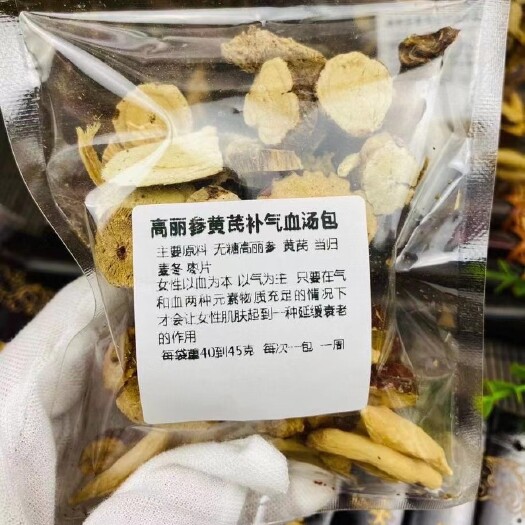 高丽参黄芪补气血汤包
主要原料 无糖高丽参 黄芪 当归
麦冬 枣片
女性以血为本 以气为主 只要在气
和血两种元素物质充足的情况下
才会让女性肌肤起到一种延缓衰老
的作用
每袋重40到45克 每次一包 一周